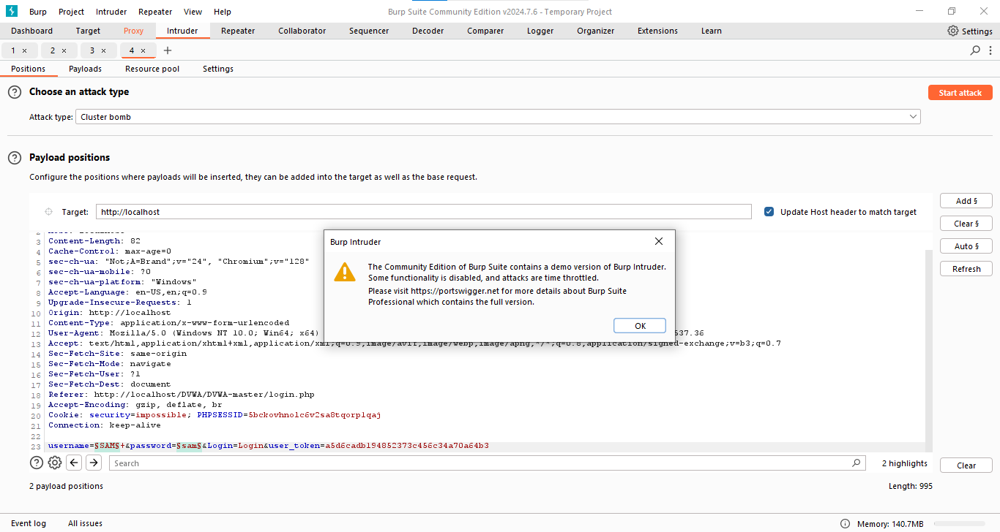 Burp Project Intruder Repeater View Help Burp Suite Community Edition v2024.7.6 - Temporary Project
Dashboard Target Proxy Intruder Repeater Collaborator Sequencer Decoder Comparer Logger Organizer Extensions Learn Settings
1 × 2 × 3 × 4 × +
Positions Payloads Resource pool Settings
Choose an attack type
Start attack
Attack type: Cluster bomb
Payload positions
Configure the positions where payloads will be inserted, they can be added into the target as well as the base request.
Target: http://localhost Update Host header to match target
Add §
Clear §
Auto §
Refresh
3 Content-Length: 82
4 Cache-Control: max-age=0
5 sec-ch-ua: "Not;A=Brand";v="24", "Chromium";v="128"
6 sec-ch-ua-mobile: ?0
7 sec-ch-ua-platform: "Windows"
8 Accept-Language: en-US,en;q=0.9
9 Upgrade-Insecure-Requests: 1
10 Origin: http://localhost
11 Content-Type: application/x-www-form-urlencoded
12 User-Agent: Mozilla/5.0 (Windows NT 10.0; Win64; x64) 537.36
13 Accept: text/html,application/xhtml+xml,application/xml;q=0.9,image/avif,image/webp,image/apng,*/*;q=0.8,application/signed-exchange;v=b3;q=0.7
14 Sec-Fetch-Site: same-origin
15 Sec-Fetch-Mode: navigate
16 Sec-Fetch-User: ?1
17 Sec-Fetch-Dest: document
18 Referer: http://localhost/DVWA/DVWA-master/login.php
19 Accept-Encoding: gzip, deflate, br
20 Cookie: security=impossible; PHPSESSID=5bckovhnolc6v2sa8tqorplqaj
21 Connection: keep-alive
22
23 username=§SAM§+&password=§sam§&Login=Login&user_token=a5d6cadb194852373c456c34a70a64b3
Burp Intruder
The Community Edition of Burp Suite contains a demo version of Burp Intruder.
Some functionality is disabled, and attacks are time throttled.
Please visit https://portswigger.net for more details about Burp Suite
Professional which contains the full version.
OK
Search 2 highlights Clear
2 payload positions Length: 995
Event log All issues Memory: 140.7MB